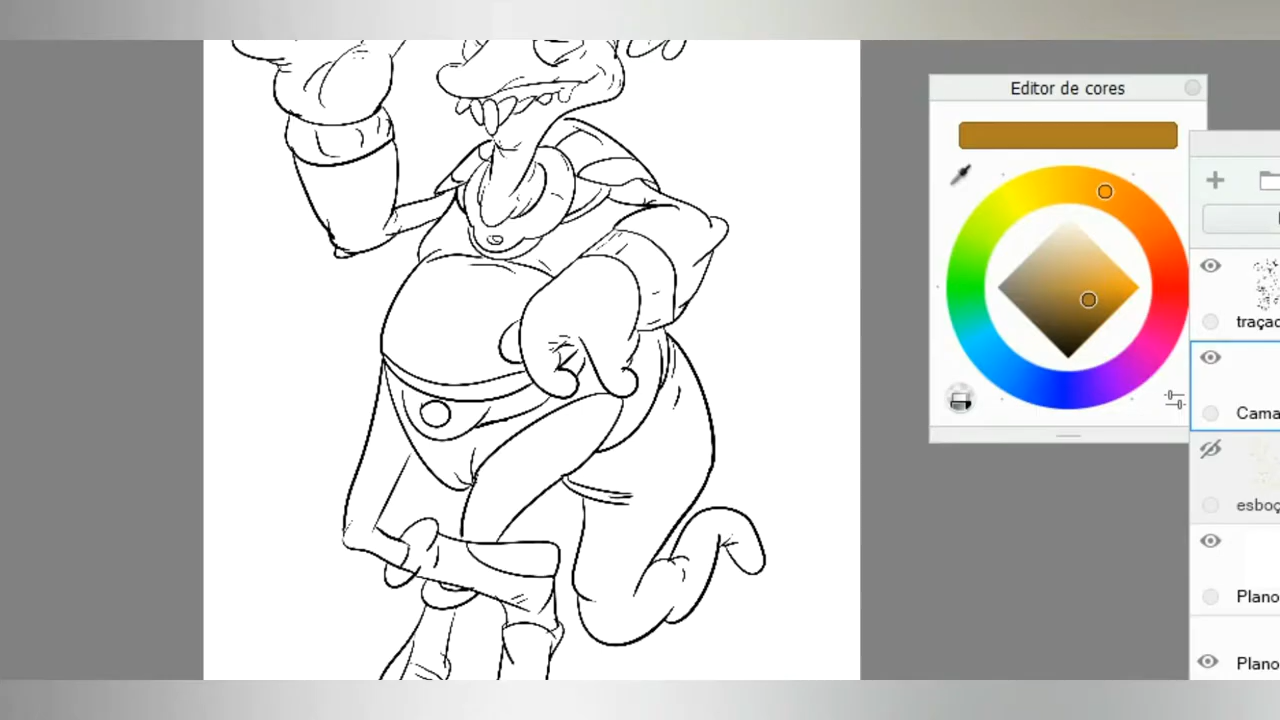 Editor de cores
traçad
Cama
esboç
Plano
Plano